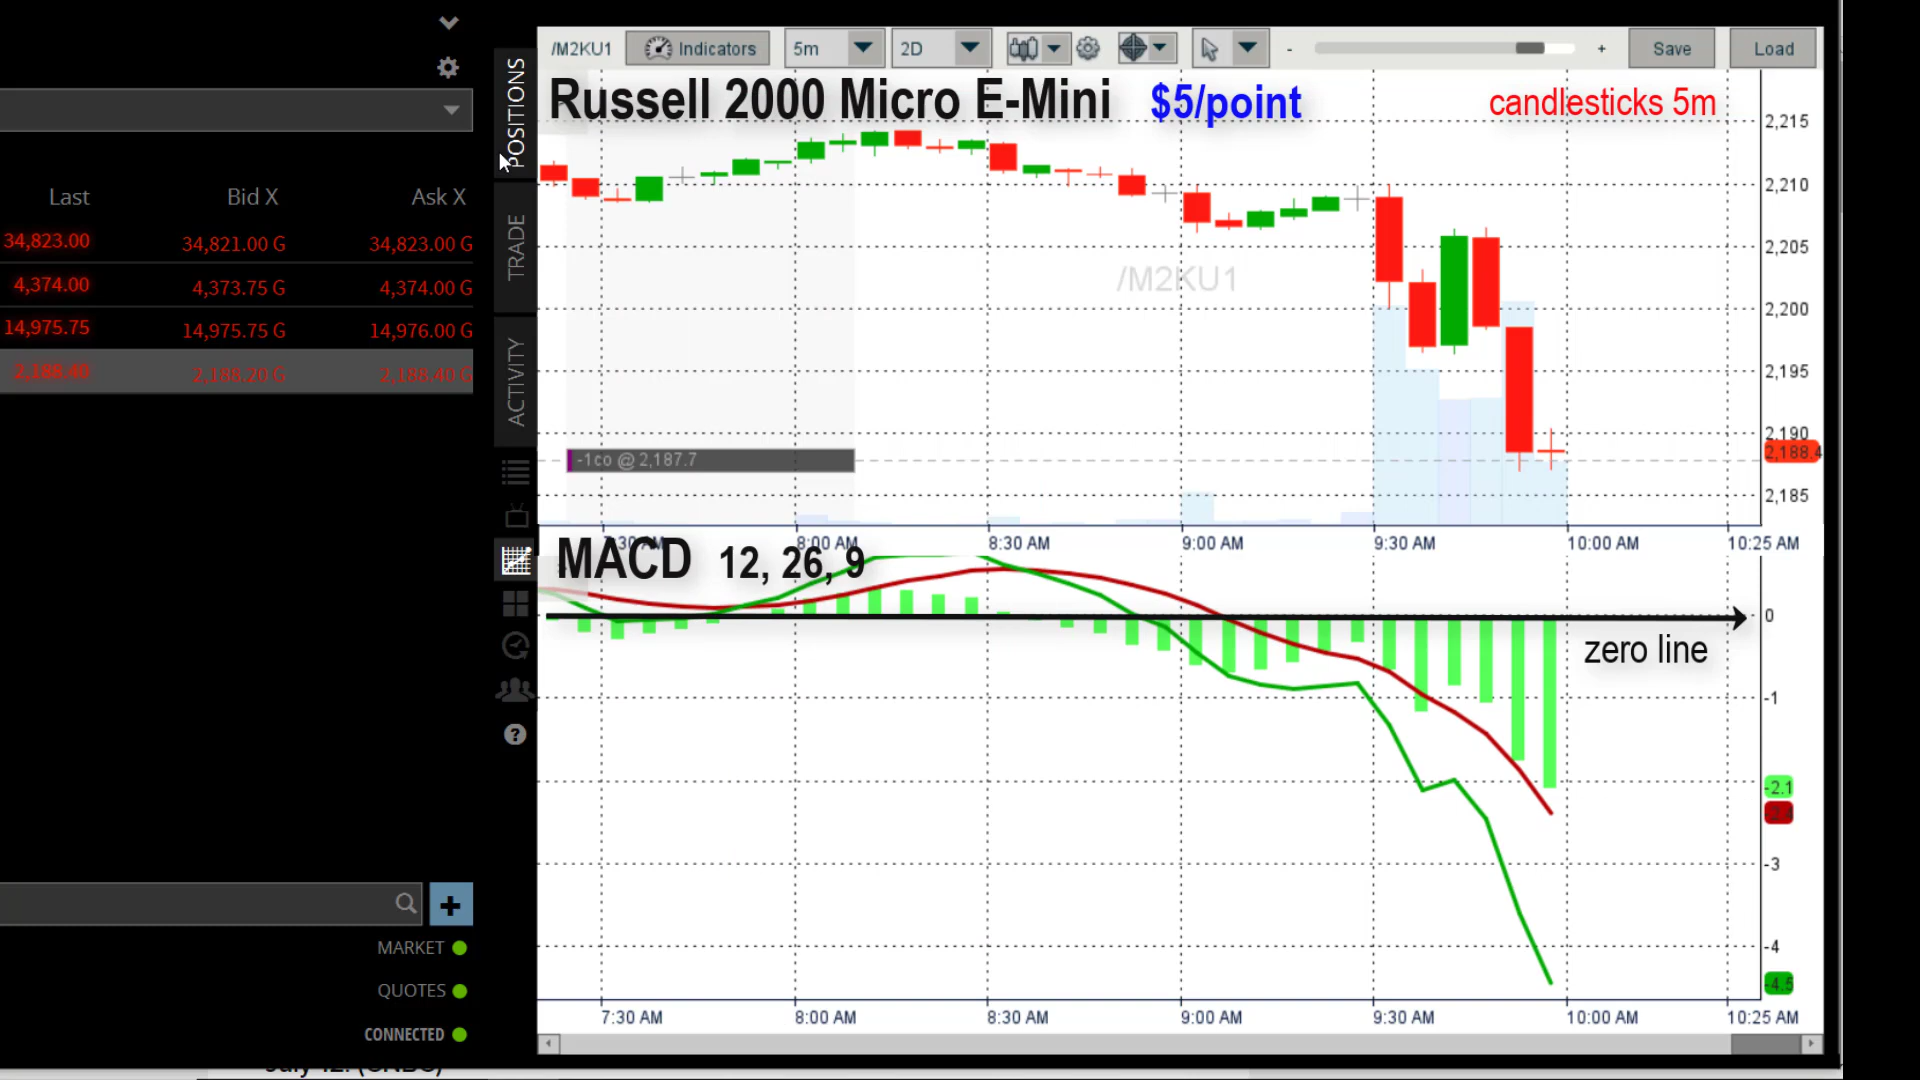 /M2KU1 Indicators 5m 2D - + Save Load
Russell 2000 Micro E-Mini $5/point candlesticks 5m
POSITIONS
TRADE
ACTIVITY
Last Bid X Ask X
34,823.00 34,821.00 G 34,823.00 G
4,374.00 4,373.75 G 4,374.00 G
14,975.75 14,975.75 G 14,976.00 G
2,188.40 2,188.20 G 2,188.40 G
2,215
2,210
2,205
2,200
2,195
2,190
2,188.4
2,185
/M2KU1
-1co @ 2,187.7
7:30 AM 8:00 AM 8:30 AM 9:00 AM 9:30 AM 10:00 AM 10:25 AM
MACD 12, 26, 9
0
zero line
-1
-2.1
-3
-4
-4.5
7:30 AM 8:00 AM 8:30 AM 9:00 AM 9:30 AM 10:00 AM 10:25 AM
?
+
MARKET
QUOTES
CONNECTED